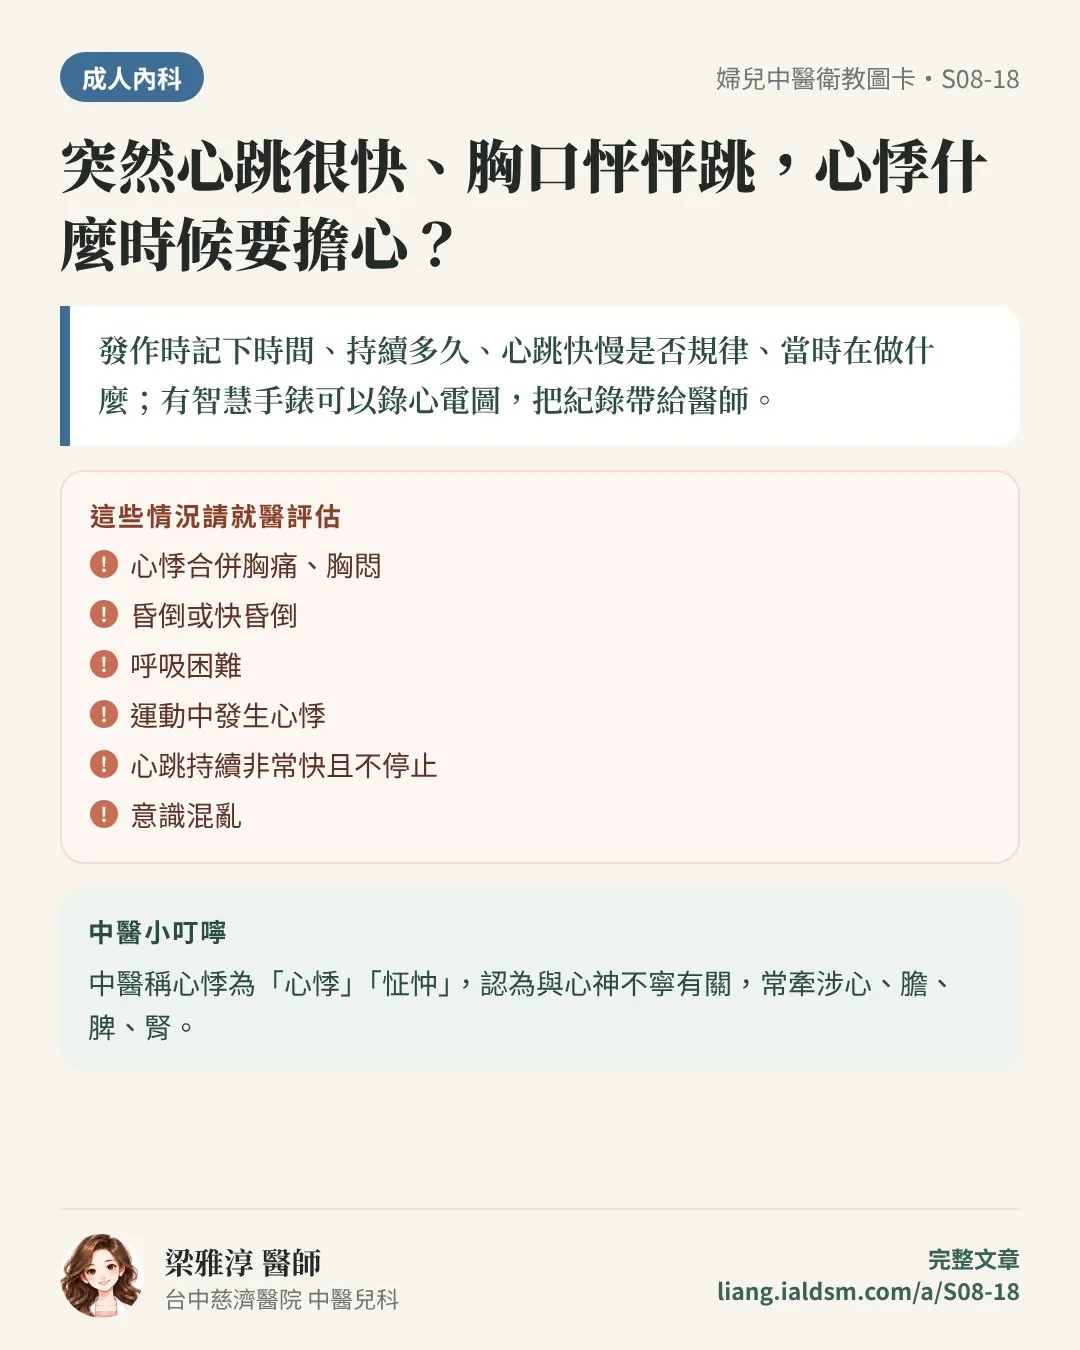 成人內科
婦兒中醫衛教圖卡・S08-18
突然心跳很快、胸口怦怦跳，心悸什
麼時候要擔心？
發作時記下時間、持續多久、心跳快慢是否規律、當時在做什
麼；有智慧手錶可以錄心電圖，把紀錄帶給醫師。
這些情況請就醫評估
! 心悸合併胸痛、胸悶
! 昏倒或快昏倒
! 呼吸困難
! 運動中發生心悸
! 心跳持續非常快且不停止
! 意識混亂
中醫小叮嚀
中醫稱心悸為「心悸」「怔忡」，認為與心神不寧有關，常牽涉心、膽、
脾、腎。
梁雅淳 醫師
台中慈濟醫院 中醫兒科
完整文章
liang.ialdsm.com/a/S08-18